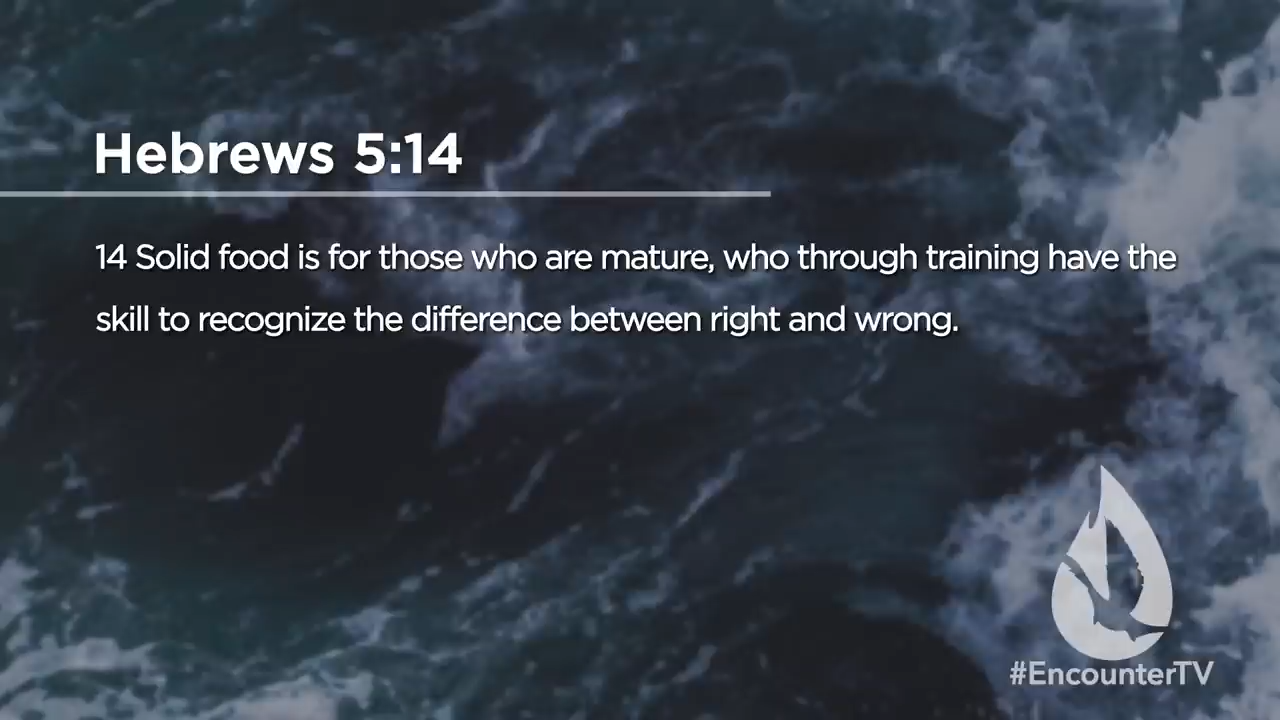 Hebrews 5:14
14 Solid food is for those who are mature, who through training have the
skill to recognize the difference between right and wrong.
#EncounterTV